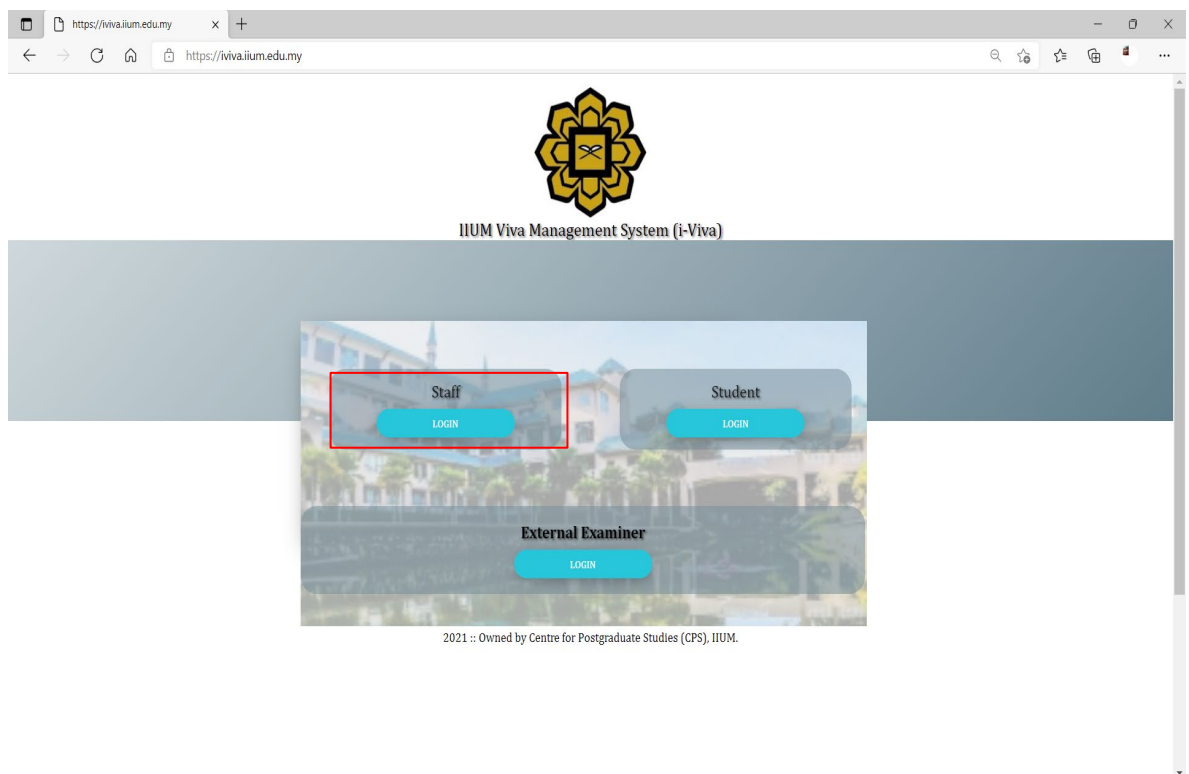 https://iviva.iium.edu.my
https://iviva.iium.edu.my
IIUM Viva Management System (i-Viva)
Staff
LOGIN
Student
LOGIN
External Examiner
LOGIN
2021 :: Owned by Centre for Postgraduate Studies (CPS), IIUM.